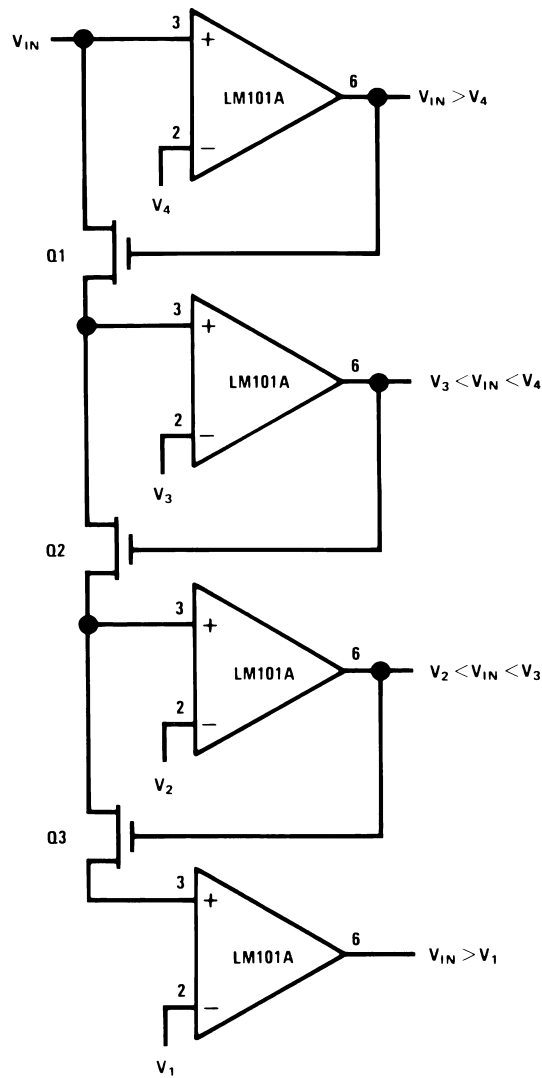 3
V_IN
+
6
LM101A
V_IN > V_4
2
−
V_4
Q1
3
+
6
LM101A
V_3 < V_IN < V_4
2
−
V_3
Q2
3
+
6
LM101A
V_2 < V_IN < V_3
2
−
V_2
Q3
3
+
6
LM101A
V_IN > V_1
2
−
V_1